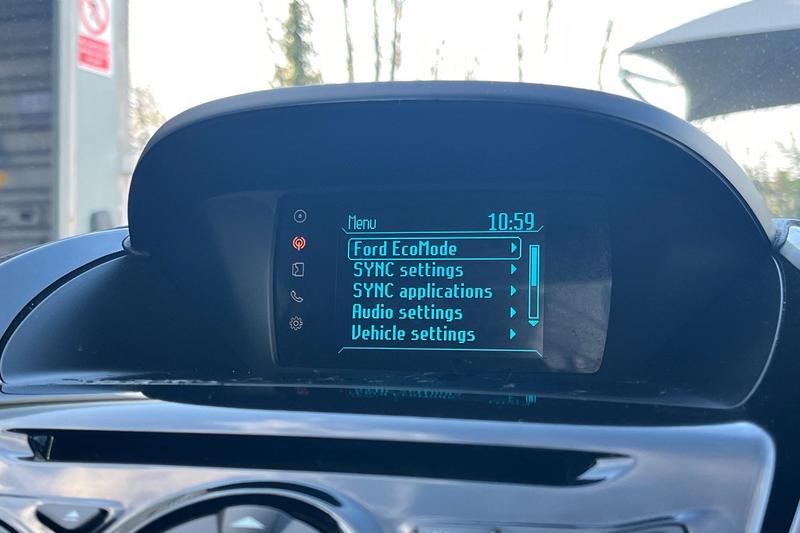 Menu 10:59
Ford EcoMode
SYNC settings
SYNC applications
Audio settings
Vehicle settings